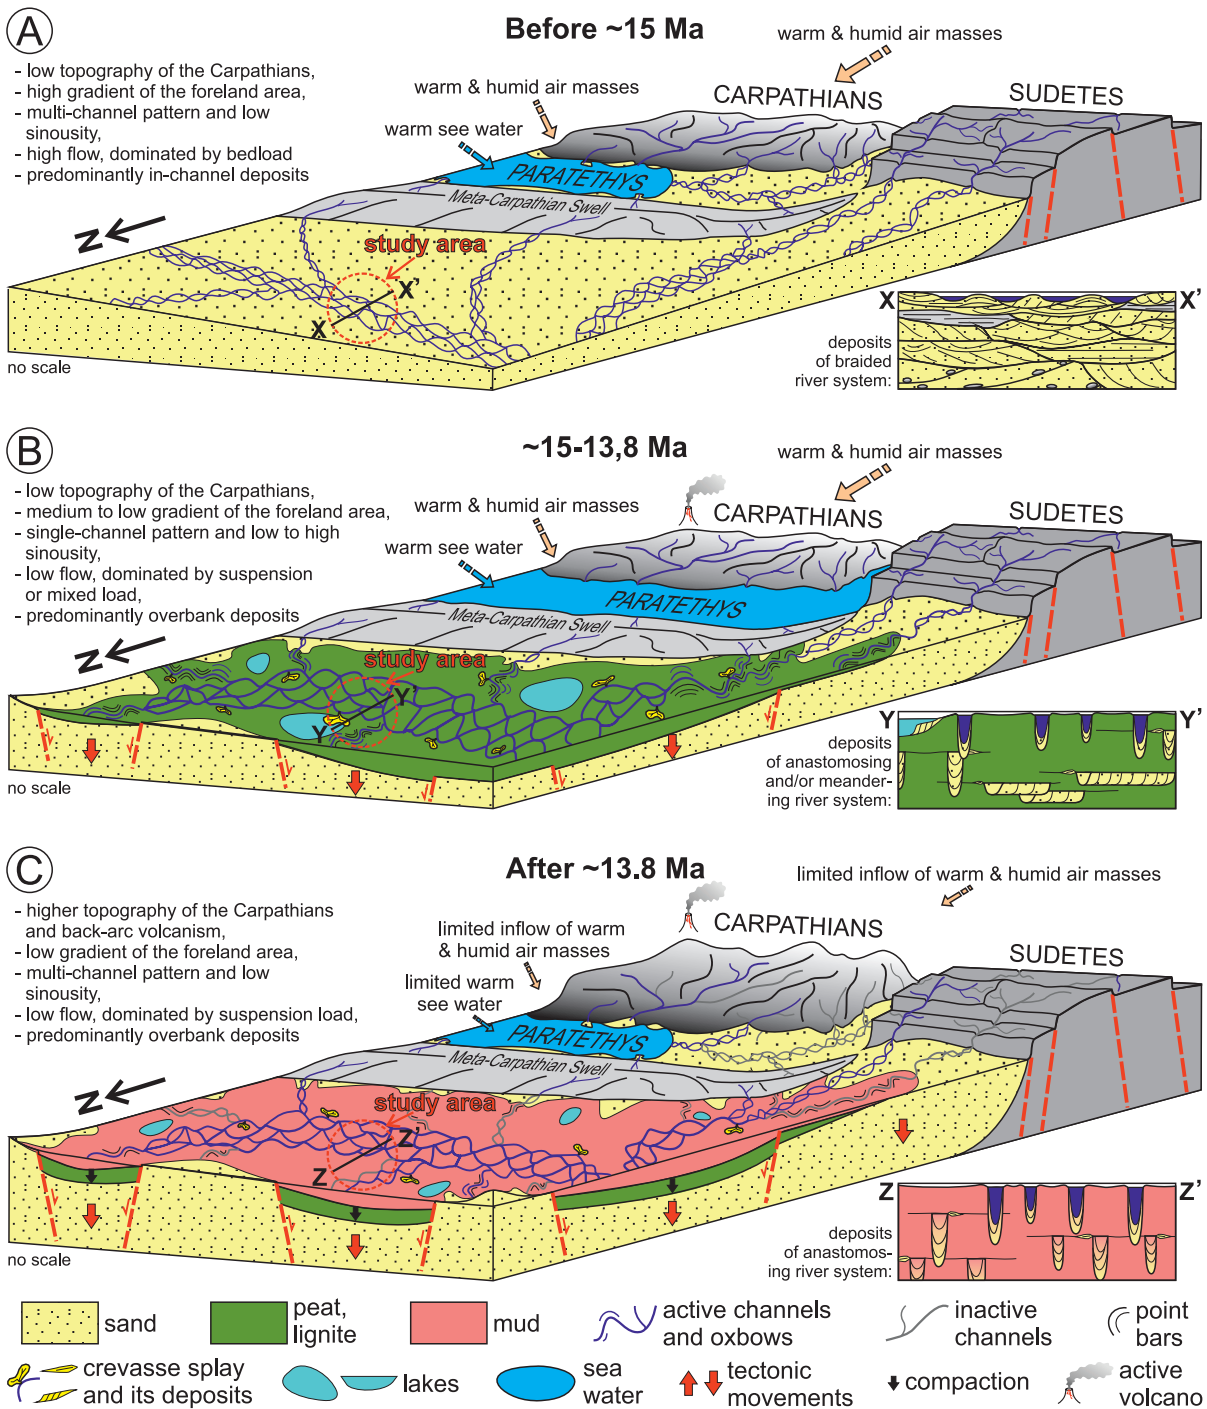 A
Before ~15 Ma
warm & humid air masses
- low topography of the Carpathians,
- high gradient of the foreland area,
- multi-channel pattern and low
sinousity,
- high flow, dominated by bedload
- predominantly in-channel deposits
warm & humid air masses
CARPATHIANS
SUDETES
warm see water
PARATETHYS
Meta-Carpathian Swell
N
study area
X'
X
X
X'
deposits
of braided
river system:
no scale
B
~15-13,8 Ma
warm & humid air masses
- low topography of the Carpathians,
- medium to low gradient of the foreland area,
- single-channel pattern and low to high
sinousity,
- low flow, dominated by suspension
or mixed load,
- predominantly overbank deposits
warm & humid air masses
CARPATHIANS
SUDETES
warm see water
PARATETHYS
Meta-Carpathian Swell
N
study area
Y'
Y
Y
Y'
deposits
of anastomosing
and/or meander-
ing river system:
no scale
C
After ~13.8 Ma
limited inflow of warm & humid air masses
- higher topography of the Carpathians
and back-arc volcanism,
- low gradient of the foreland area,
- multi-channel pattern and low
sinousity,
- low flow, dominated by suspension load,
- predominantly overbank deposits
limited inflow of warm
& humid air masses
CARPATHIANS
SUDETES
limited warm
see water
PARATETHYS
Meta-Carpathian Swell
N
study area
Z'
Z
Z
Z'
deposits
of anastomos-
ing river system:
no scale
sand
peat,
lignite
mud
active channels
and oxbows
inactive
channels
point
bars
crevasse splay
and its deposits
lakes
sea
water
tectonic
movements
compaction
active
volcano